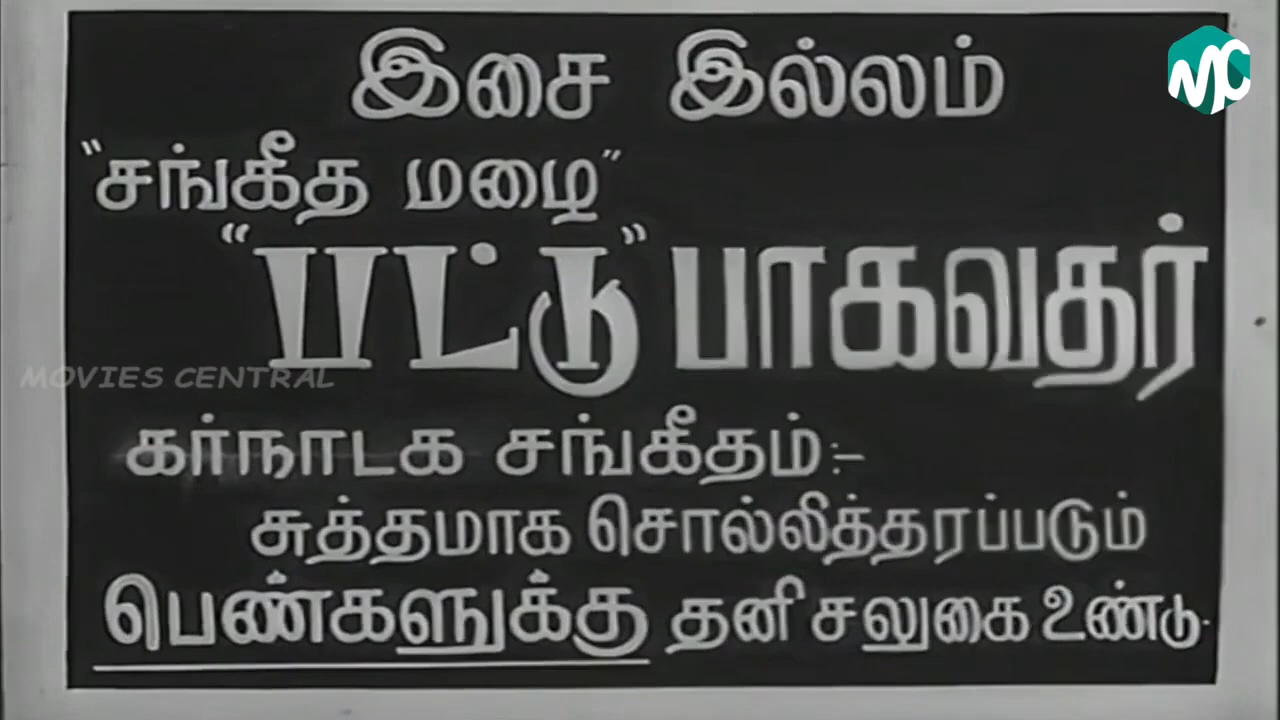 இசை இல்லம்
"சங்கீத மழை"
"பட்டு" பாகவதர்
கர்நாடக சங்கீதம்:-
சுத்தமாக சொல்லித்தரப்படும்
பெண்களுக்கு தனி சலுகை உண்டு.
MC
MOVIES CENTRAL